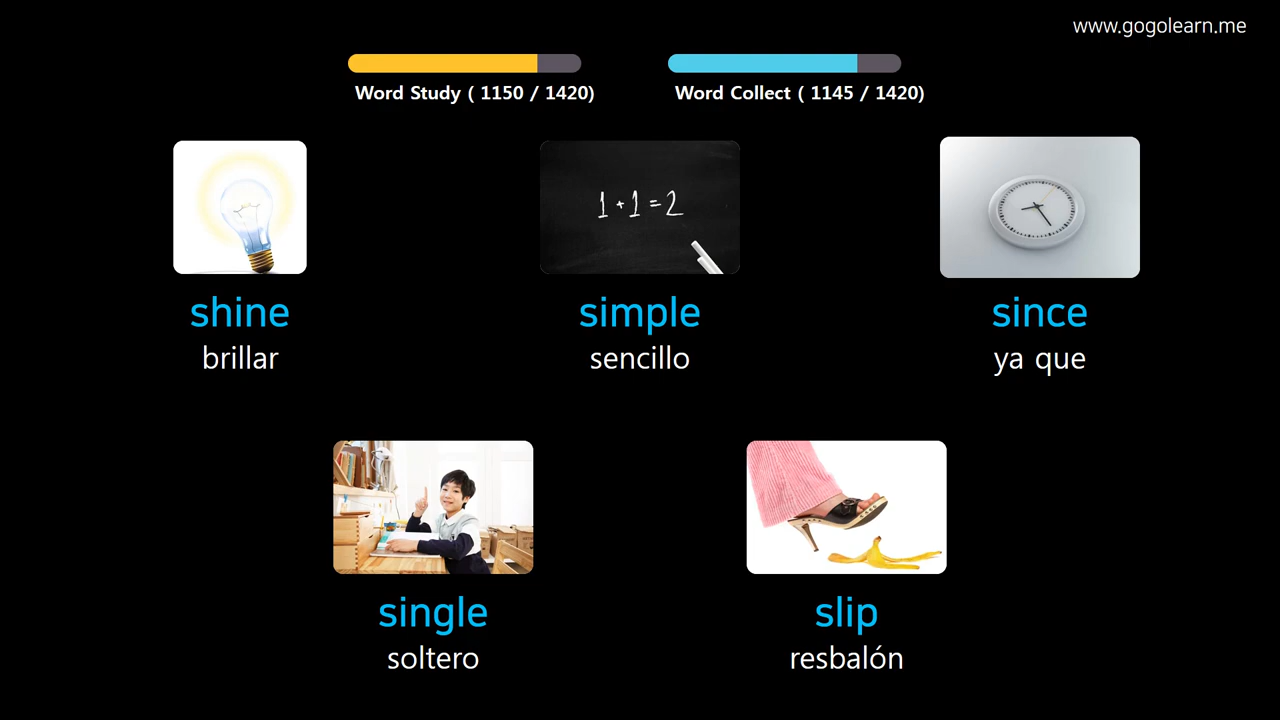 www.gogolearn.me
Word Study ( 1150 / 1420)
Word Collect ( 1145 / 1420)
1+1=2
shine
brillar
simple
sencillo
since
ya que
single
soltero
slip
resbalón